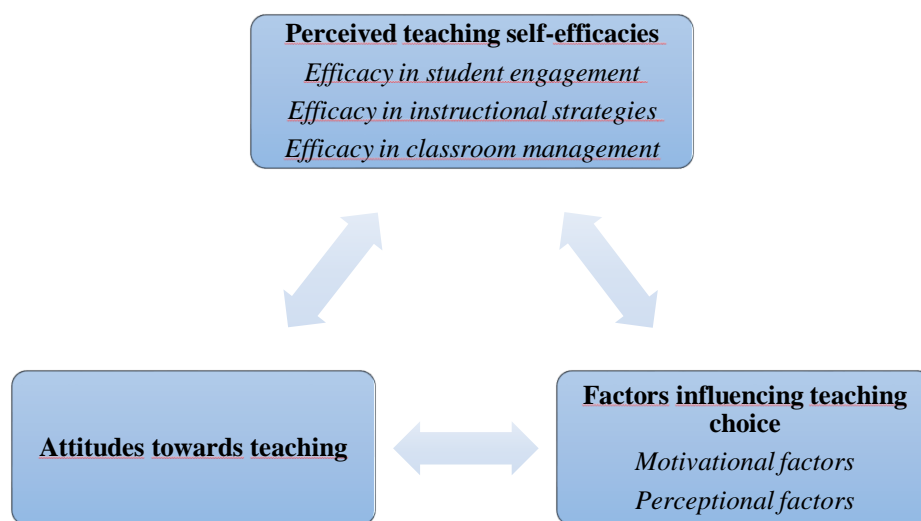 Perceived teaching self-efficacies
Efficacy in student engagement
Efficacy in instructional strategies
Efficacy in classroom management
Attitudes towards teaching
Factors influencing teaching
choice
Motivational factors
Perceptional factors